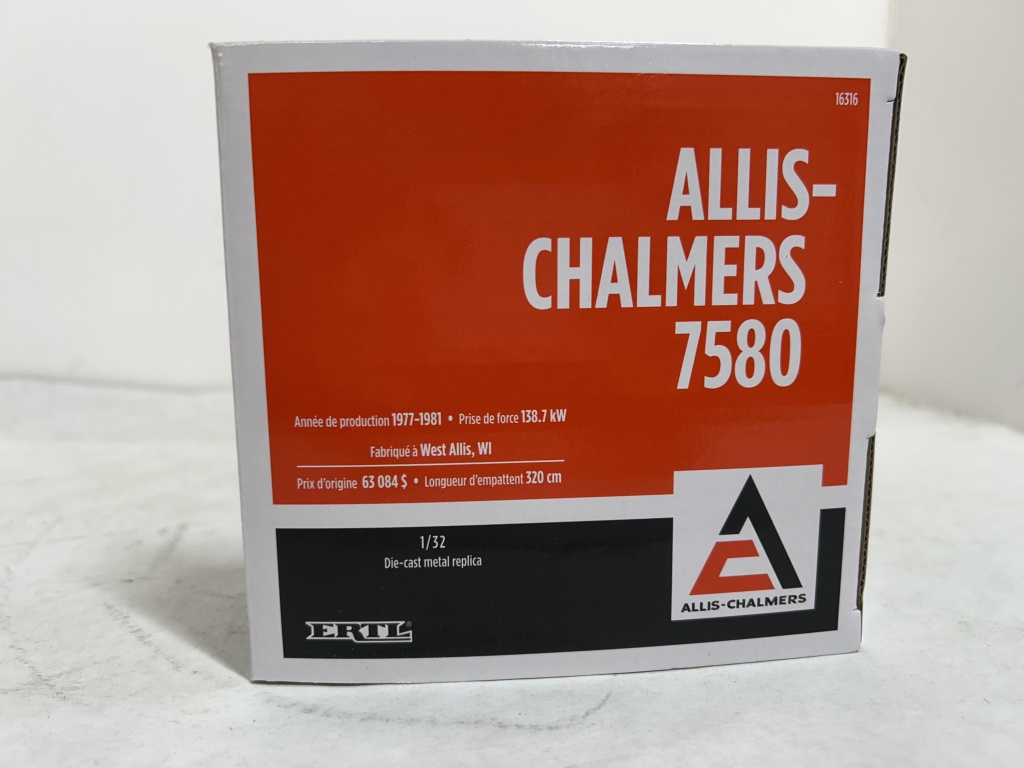 16316
ALLIS-
CHALMERS
7580
Année de production 1977-1981 • Prise de force 138.7 kW
Fabriqué à West Allis, WI
Prix d'origine 63 084 $ • Longueur d'empattent 320 cm
1/32
Die-cast metal replica
ERTL®
ALLIS-CHALMERS